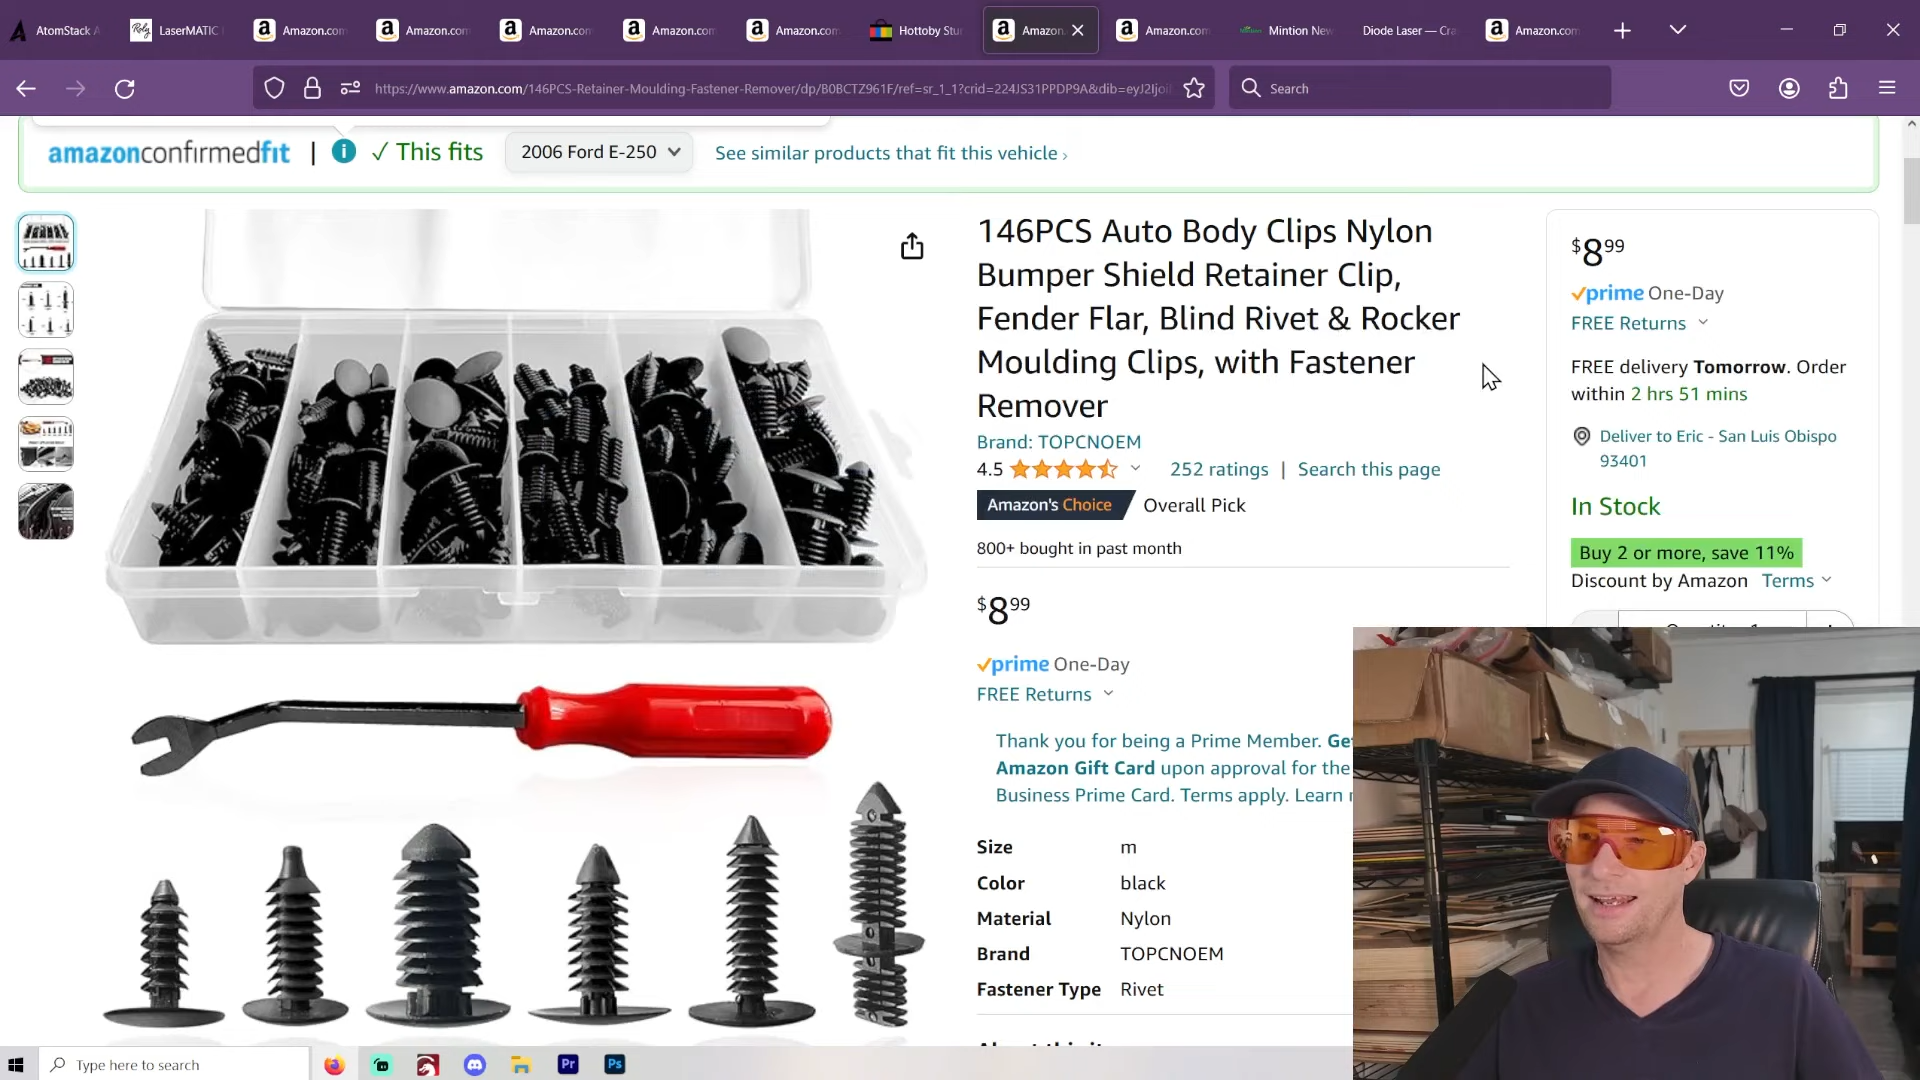 AtomStack A
LaserMATIC
Amazon.com
Amazon.com
Amazon.com
Amazon.com
Amazon.com
Hottoby Stu
Amazon
Amazon.com
Mintion New
Diode Laser — Cra
Amazon.com
https://www.amazon.com/146PCS-Retainer-Moulding-Fastener-Remover/dp/B0BCTZ961F/ref=sr_1_1?crid=224JS31PPDP9A&dib=eyJ2Ijoi
Search
amazonconfirmedfit | i ✓ This fits 2006 Ford E-250 See similar products that fit this vehicle ›
146PCS Auto Body Clips Nylon
Bumper Shield Retainer Clip,
Fender Flar, Blind Rivet & Rocker
Moulding Clips, with Fastener
Remover
Brand: TOPCNOEM
4.5 252 ratings | Search this page
Amazon's Choice Overall Pick
800+ bought in past month
$8 99
prime One-Day
FREE Returns
Thank you for being a Prime Member. Ge
Amazon Gift Card upon approval for the
Business Prime Card. Terms apply. Learn
Size m
Color black
Material Nylon
Brand TOPCNOEM
Fastener Type Rivet
$8 99
prime One-Day
FREE Returns
FREE delivery Tomorrow. Order
within 2 hrs 51 mins
Deliver to Eric - San Luis Obispo
93401
In Stock
Buy 2 or more, save 11%
Discount by Amazon Terms
Type here to search
Pr
Ps